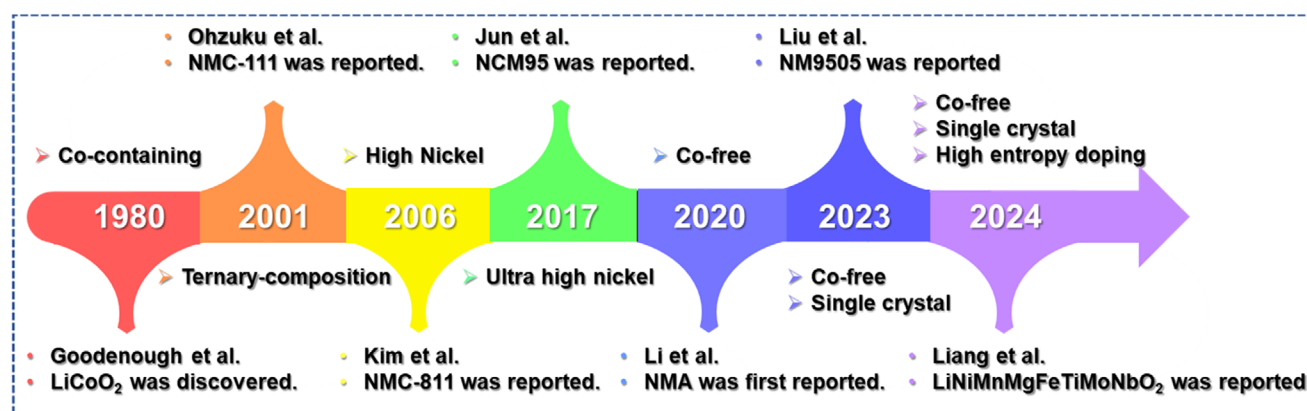 Ohzuku et al.
NMC-111 was reported.
Jun et al.
NCM95 was reported.
Liu et al.
NM9505 was reported
Co-containing
High Nickel
Co-free
Co-free
Single crystal
High entropy doping
1980
2001
2006
2017
2020
2023
2024
Ternary-composition
Ultra high nickel
Co-free
Single crystal
Goodenough et al.
LiCoO₂ was discovered.
Kim et al.
NMC-811 was reported.
Li et al.
NMA was first reported.
Liang et al.
LiNiMnMgFeTiMoNbO₂ was reported